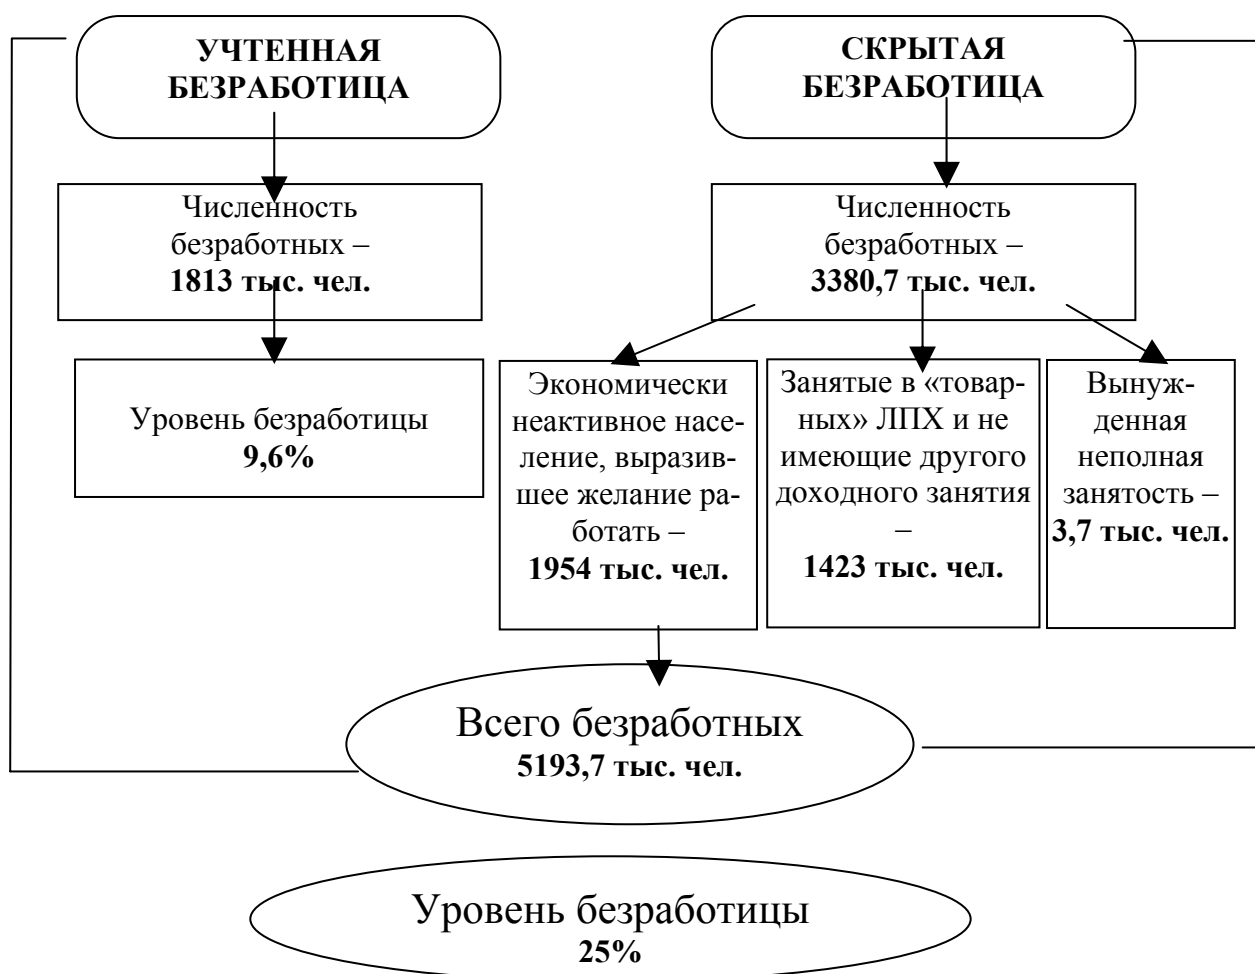 УЧТЕННАЯ
БЕЗРАБОТИЦА
СКРЫТАЯ
БЕЗРАБОТИЦА
Численность
безработных –
1813 тыс. чел.
Численность
безработных –
3380,7 тыс. чел.
Уровень безработицы
9,6%
Экономически
неактивное насе-
ление, выразив-
шее желание ра-
ботать –
1954 тыс. чел.
Занятые в «товар-
ных» ЛПХ и не
имеющие другого
доходного занятия
–
1423 тыс. чел.
Вынуж-
денная
неполная
занятость –
3,7 тыс. чел.
Всего безработных
5193,7 тыс. чел.
Уровень безработицы
25%